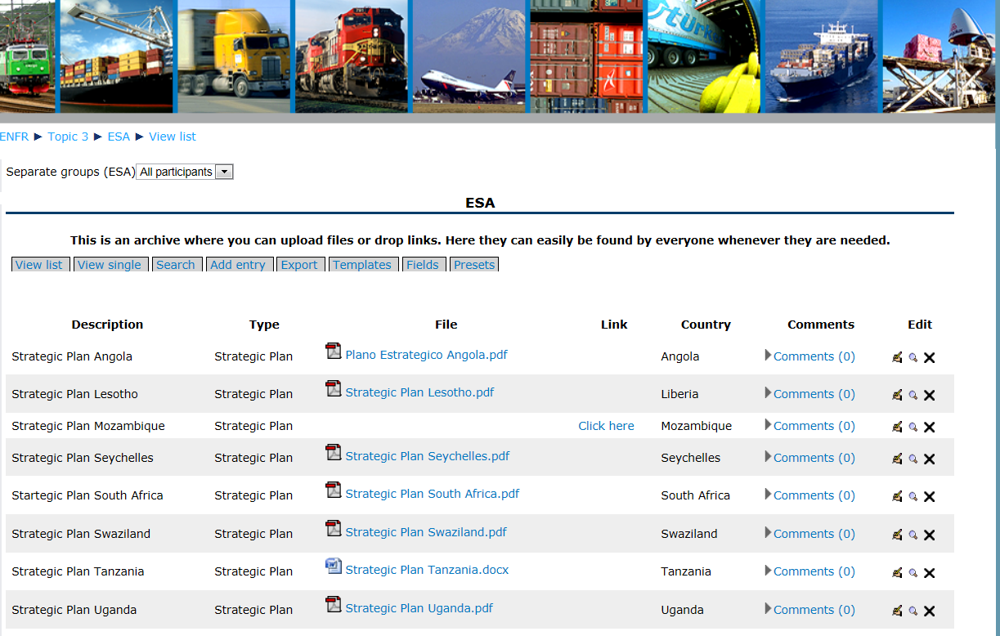 türk
ENFR ► Topic 3 ► ESA ► View list
Separate groups (ESA) All participants
ESA
This is an archive where you can upload files or drop links. Here they can easily be found by everyone whenever they are needed.
View list View single Search Add entry Export Templates Fields Presets
Description Type File Link Country Comments Edit
Strategic Plan Angola Strategic Plan Plano Estrategico Angola.pdf Angola Comments (0)
Strategic Plan Lesotho Strategic Plan Strategic Plan Lesotho.pdf Liberia Comments (0)
Strategic Plan Mozambique Strategic Plan Click here Mozambique Comments (0)
Strategic Plan Seychelles Strategic Plan Strategic Plan Seychelles.pdf Seychelles Comments (0)
Startegic Plan South Africa Strategic Plan Strategic Plan South Africa.pdf South Africa Comments (0)
Strategic Plan Swaziland Strategic Plan Strategic Plan Swaziland.pdf Swaziland Comments (0)
Strategic Plan Tanzania Strategic Plan Strategic Plan Tanzania.docx Tanzania Comments (0)
Strategic Plan Uganda Strategic Plan Strategic Plan Uganda.pdf Uganda Comments (0)